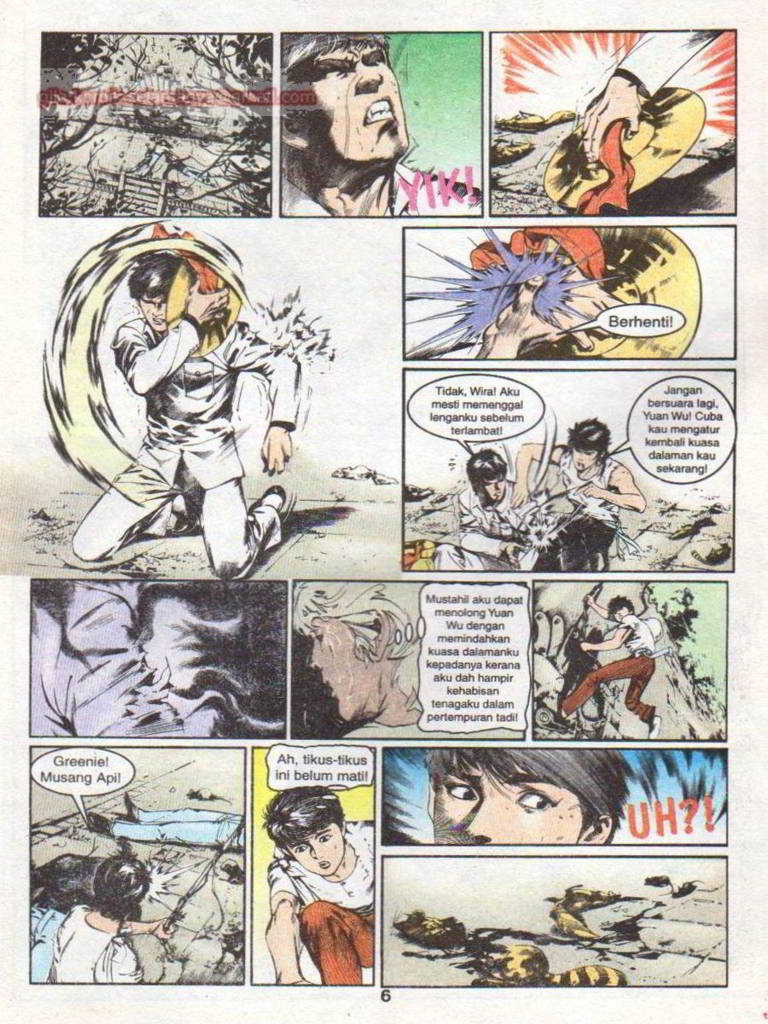 YIK!
Berhenti!
Tidak, Wira! Aku
mesti memenggal
lenganku sebelum
terlambat!
Jangan
bersuara lagi,
Yuan Wu! Cuba
kau mengatur
kembali kuasa
dalaman kau
sekarang!
Mustahil aku dapat
menolong Yuan
Wu dengan
memindahkan
kuasa dalamanku
kepadanya kerana
aku dah hampir
kehabisan
tenagaku dalam
pertempuran tadi!
Greenie!
Musang Api!
Ah, tikus-tikus
ini belum mati!
UH?!
6